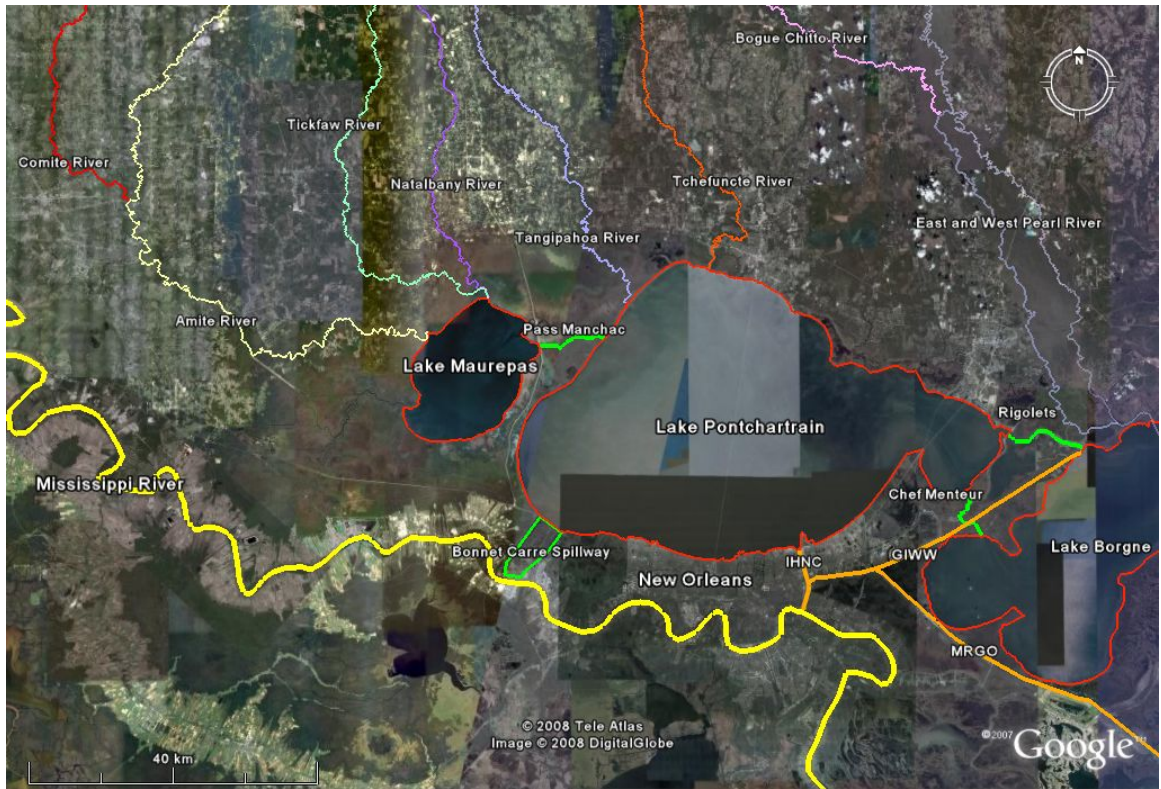 Bogue Chitto River
N
Tickfaw River
Comite River
Natalbany River
Tchefuncte River
East and West Pearl River
Tangipahoa River
Amite River
Pass Manchac
Lake Maurepas
Rigolets
Lake Pontchartrain
Mississippi River
Chef Menteur
Bonnet Carre Spillway
GIWW
Lake Borgne
IHNC
New Orleans
MRGO
© 2008 Tele Atlas
Image © 2008 DigitalGlobe
©2007 Google™
40 km